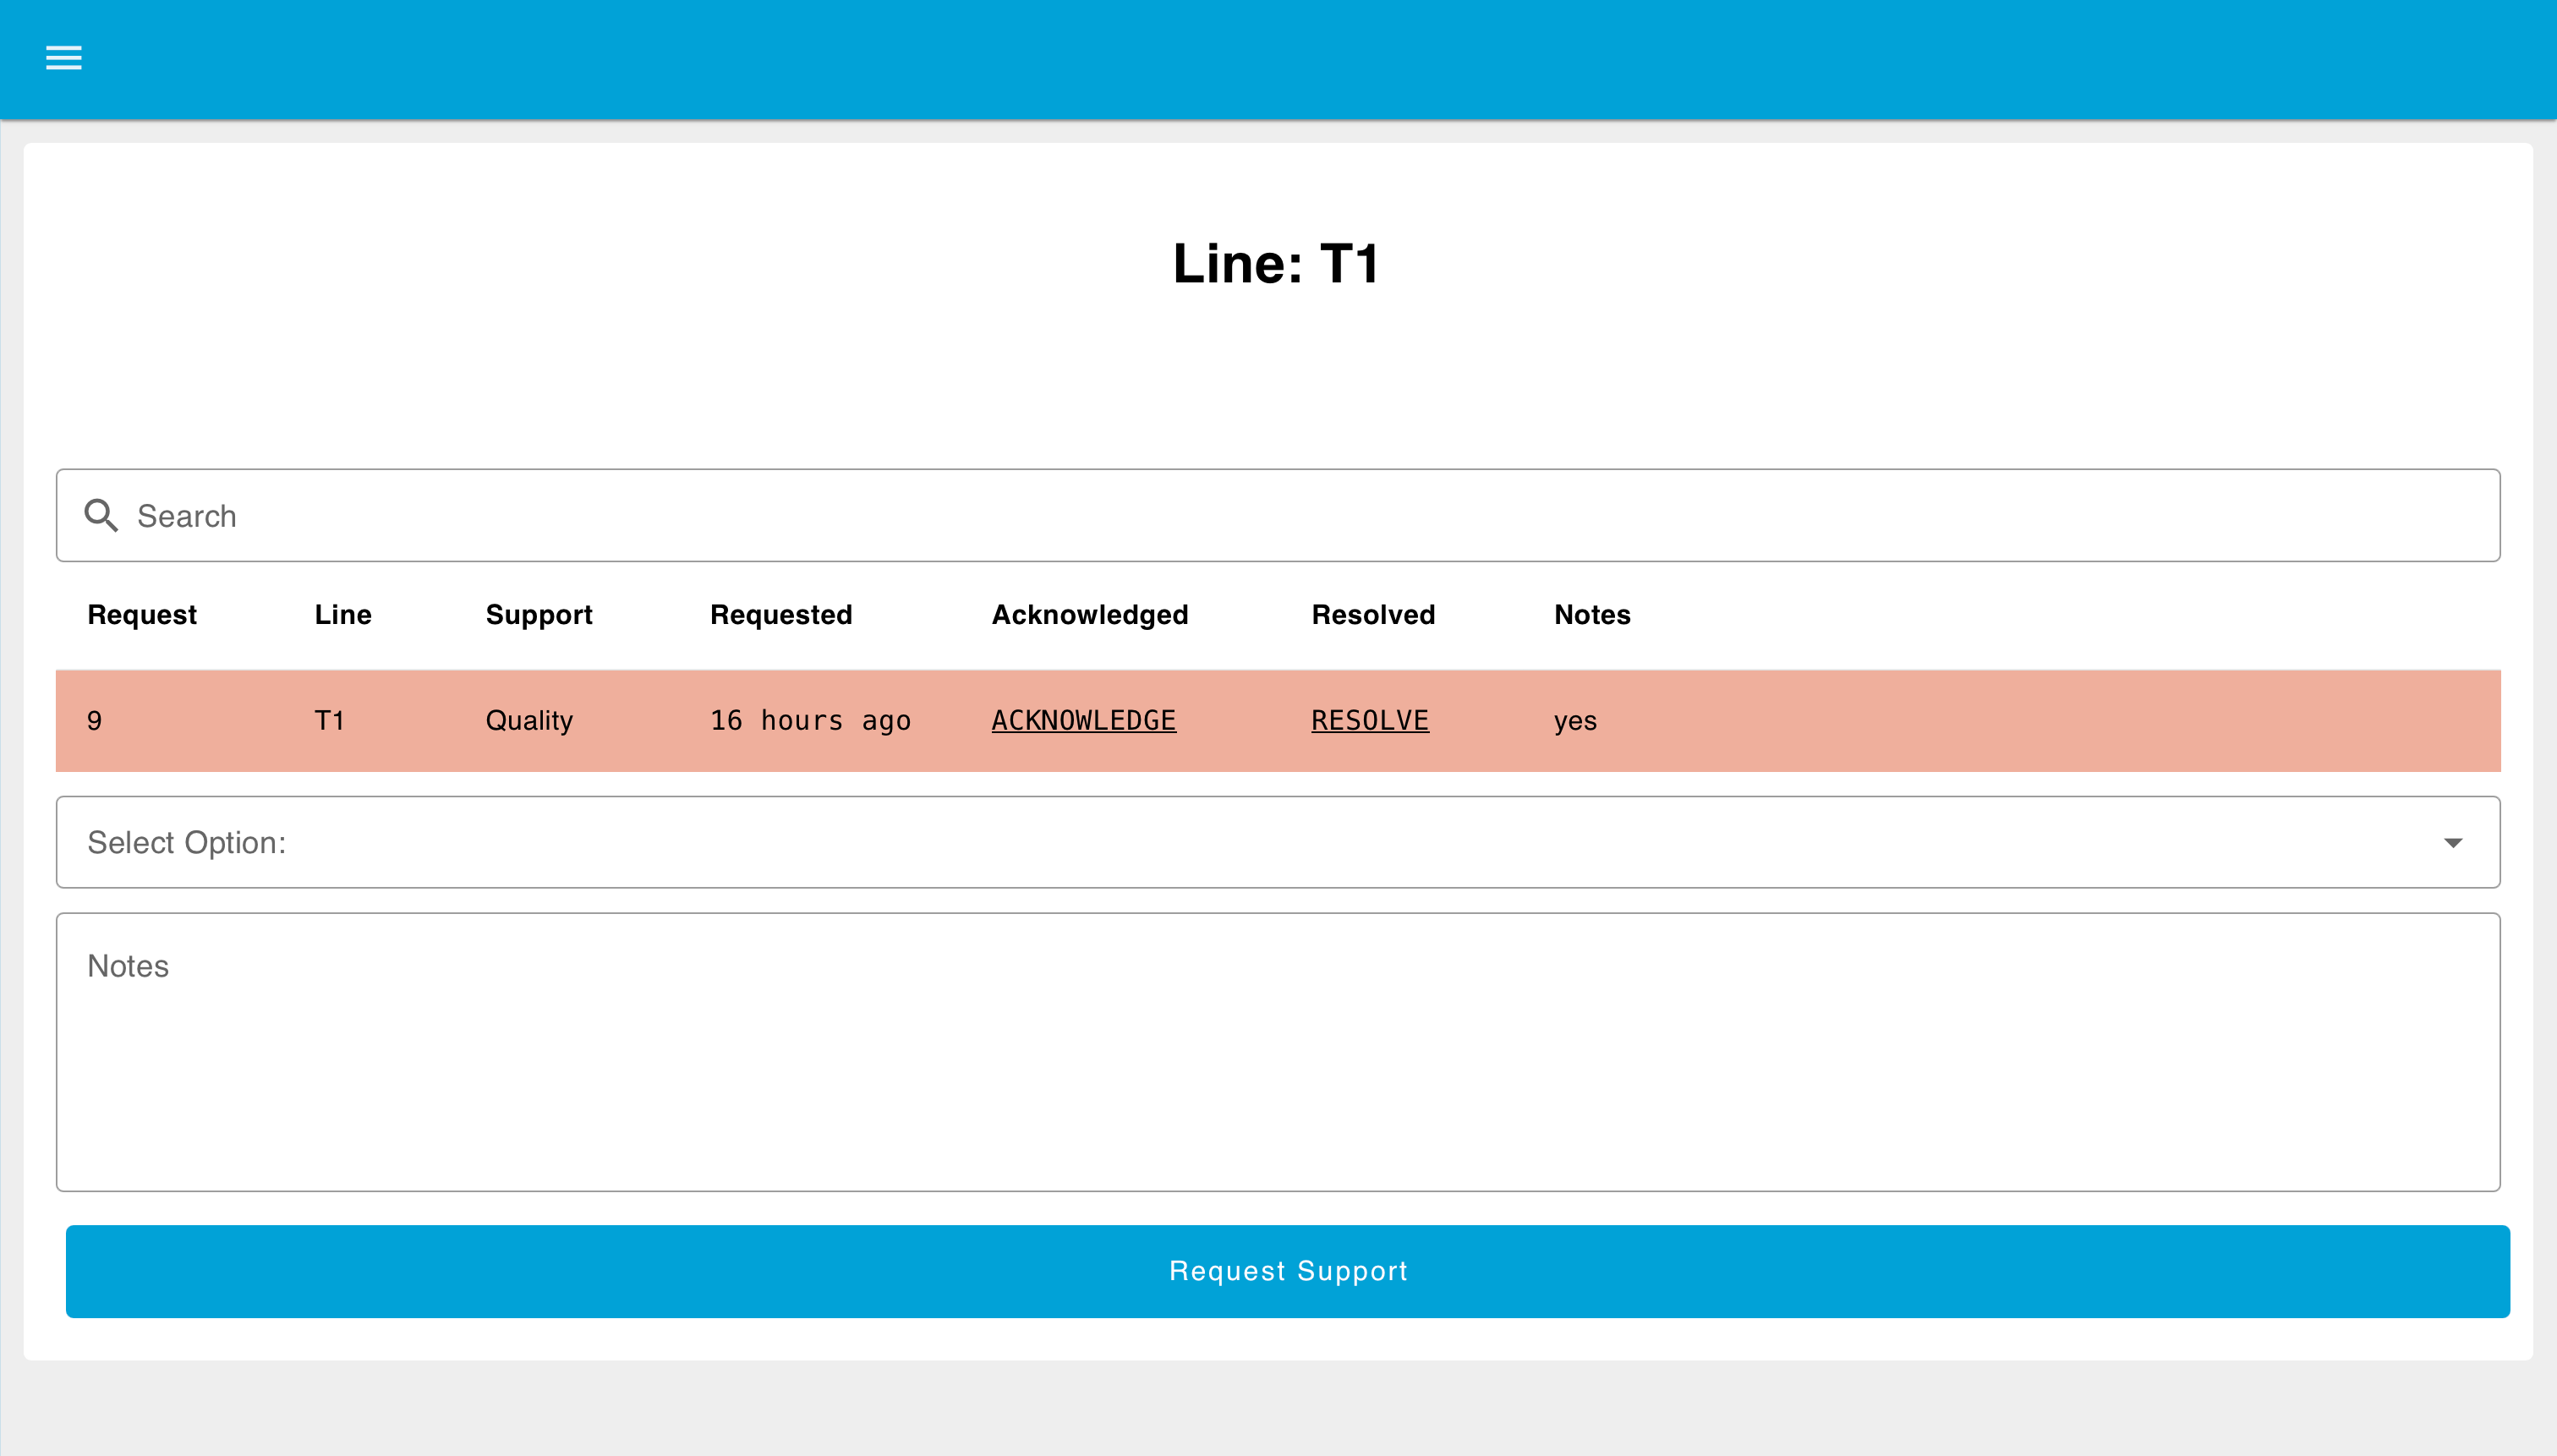 Line: T1
Search
Request Line Support Requested Acknowledged Resolved Notes
9 T1 Quality 16 hours ago ACKNOWLEDGE RESOLVE yes
Select Option:
Notes
Request Support